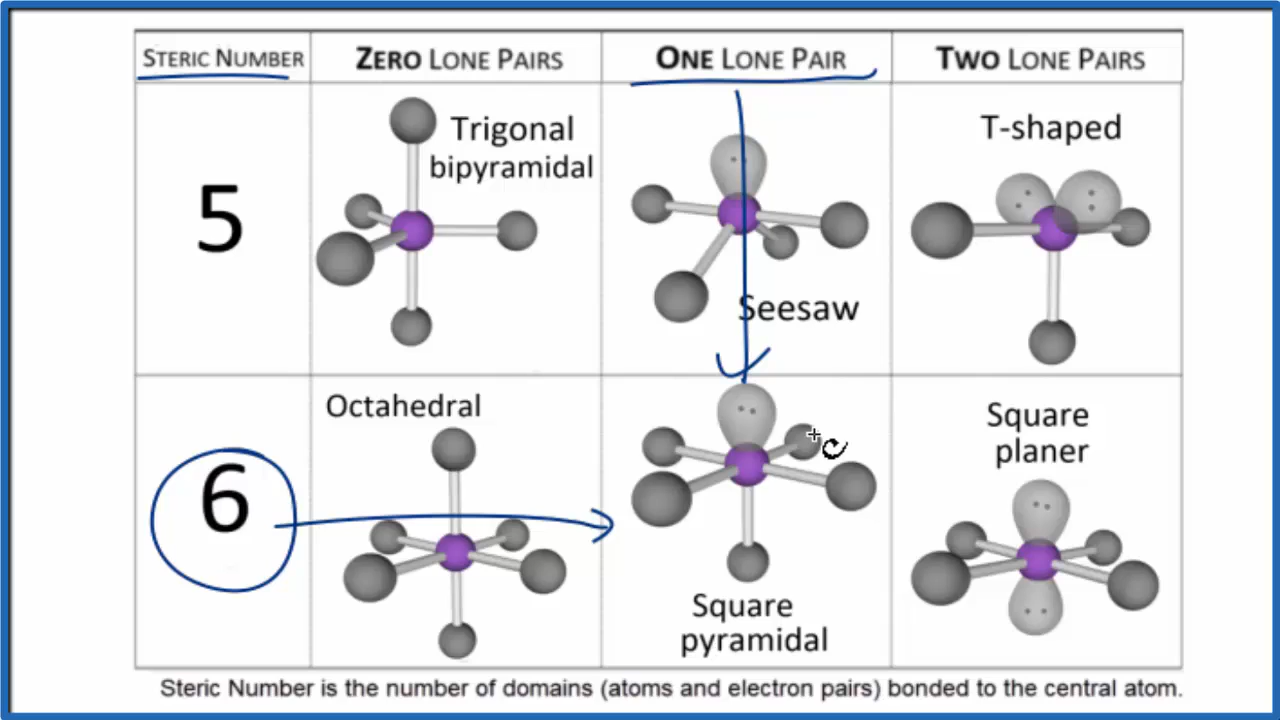 STERIC NUMBER
ZERO LONE PAIRS
ONE LONE PAIR
TWO LONE PAIRS
5
Trigonal
bipyramidal
Seesaw
T-shaped
6
Octahedral
Square
pyramidal
Square
planer
Steric Number is the number of domains (atoms and electron pairs) bonded to the central atom.